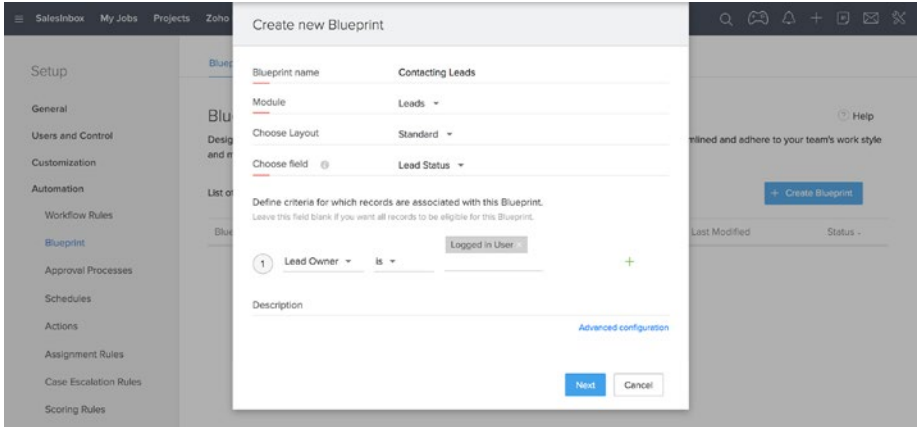 SalesInbox My Jobs Projects Zoho
Setup
General
Users and Control
Customization
Automation
Workflow Rules
Blueprint
Approval Processes
Schedules
Actions
Assignment Rules
Case Escalation Rules
Scoring Rules
Create new Blueprint
Blueprint name Contacting Leads
Module Leads
Choose Layout Standard
Choose field Lead Status
Define criteria for which records are associated with this Blueprint.
Leave this field blank if you want all records to be eligible for this Blueprint.
Logged in User
1 Lead Owner is
Description
Advanced configuration
Next Cancel
Help
and adhere to your team's work style
+ Create Blueprint
Last Modified Status